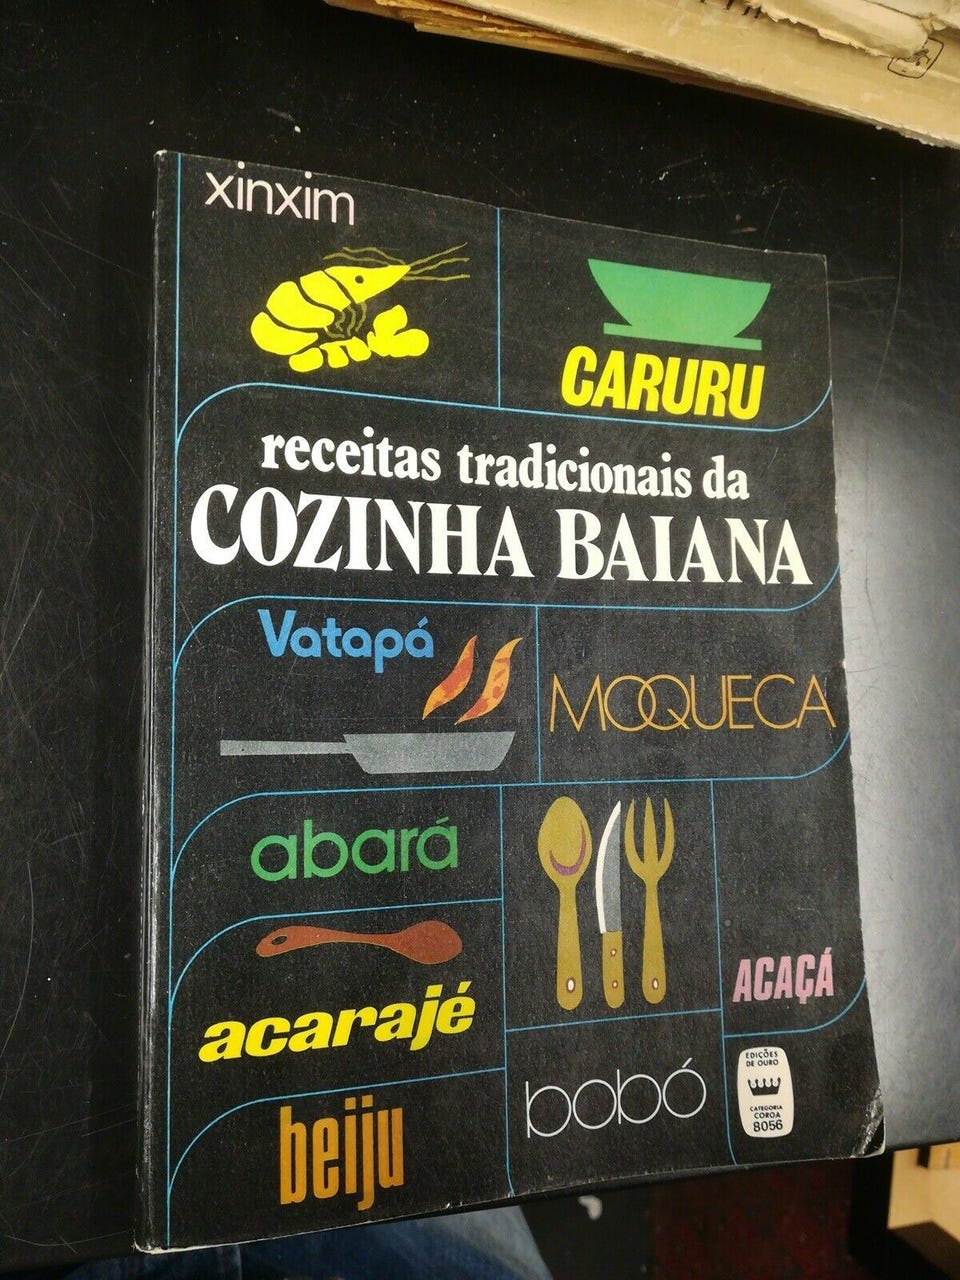 xinxim
CARURU
receitas tradicionais da
COZINHA BAIANA
Vatapá
MOQUECA
abará
acarajé
ACAÇÁ
beiju
bobó
EDIÇÕES
DE OURO
CATEGORIA
COROA
8056